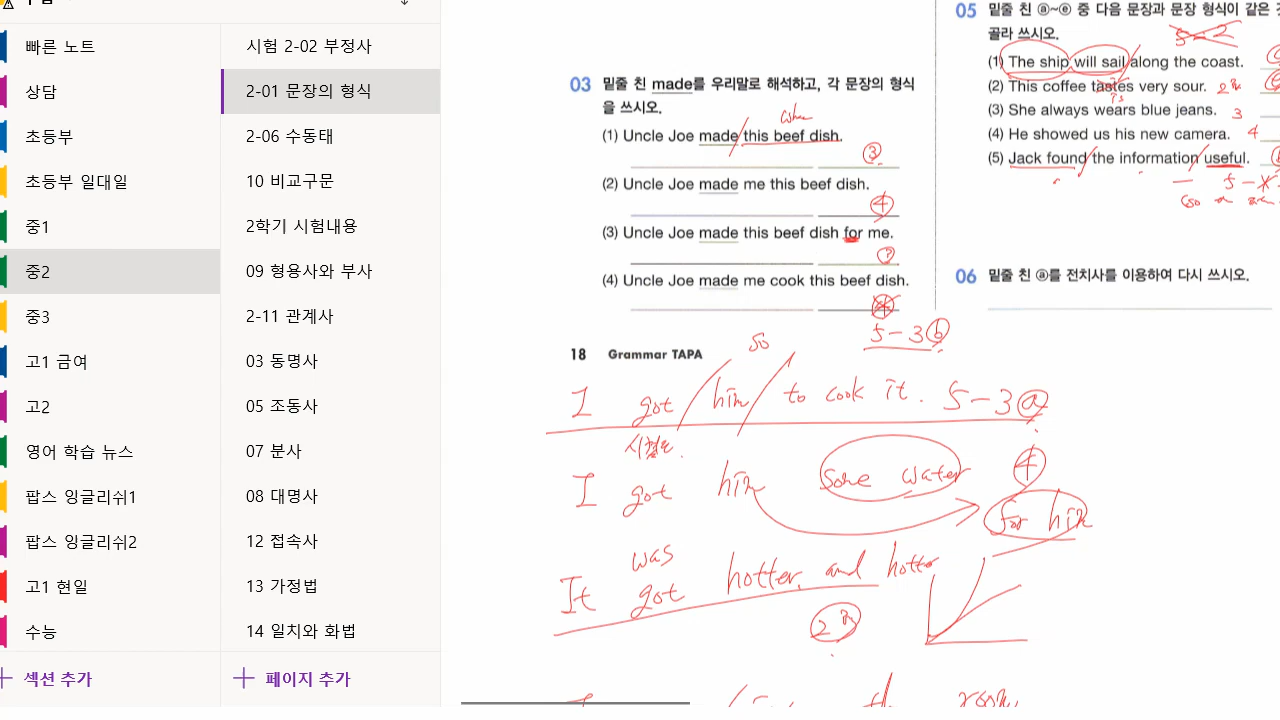 빠른 노트
상담
초등부
초등부 일대일
중1
중2
중3
고1 금여
고2
영어 학습 뉴스
팝스 잉글리쉬1
팝스 잉글리쉬2
고1 현일
수능
섹션 추가
시험 2-02 부정사
2-01 문장의 형식
2-06 수동태
10 비교구문
2학기 시험내용
09 형용사와 부사
2-11 관계사
03 동명사
05 조동사
07 분사
08 대명사
12 접속사
13 가정법
14 일치와 화법
페이지 추가
03 밑줄 친 made를 우리말로 해석하고, 각 문장의 형식
을 쓰시오.
(1) Uncle Joe made this beef dish.
③
(2) Uncle Joe made me this beef dish.
④
(3) Uncle Joe made this beef dish for me.
(4) Uncle Joe made me cook this beef dish.
5-3ⓑ
18 Grammar TAPA
I got him to cook it. 5-3ⓐ
I got him some water ④
for him
was
It got hotter and hotter
2
05 밑줄 친 ⓐ~ⓔ 중 다음 문장과 문장 형식이 같은
골라 쓰시오.
(1) The ship will sail along the coast.
(2) This coffee tastes very sour.
(3) She always wears blue jeans. 3
(4) He showed us his new camera. 4
(5) Jack found the information useful.
06 밑줄 친 ⓐ를 전치사를 이용하여 다시 쓰시오.